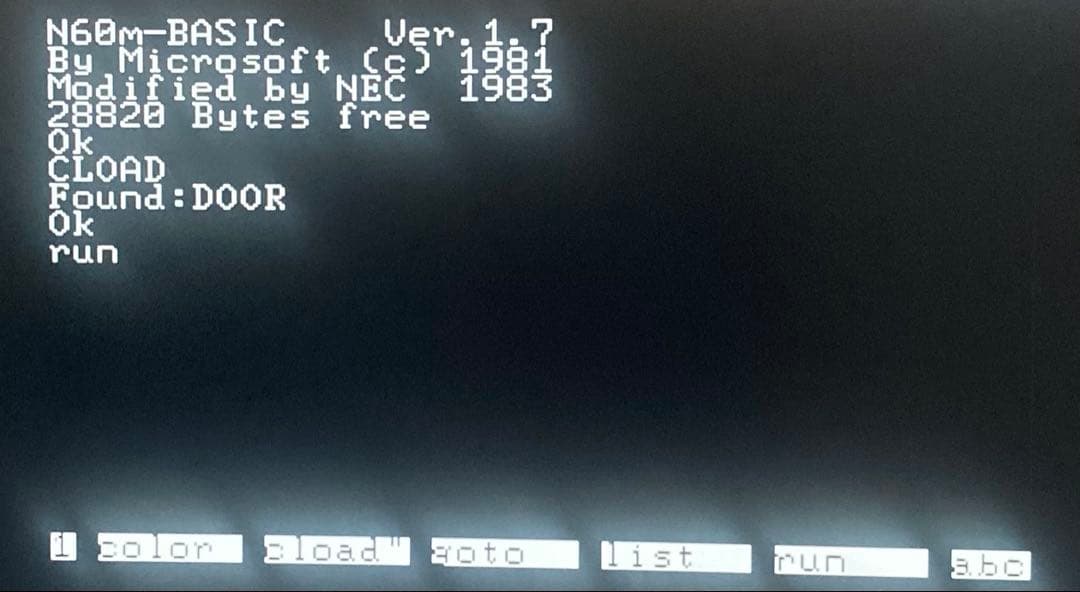 N60m-BASIC    Ver.1.7
By Microsoft (c) 1981
Modified by NEC  1983
28820 Bytes free
Ok
CLOAD
Found:DOOR
Ok
run
1 color cload" goto list run abc